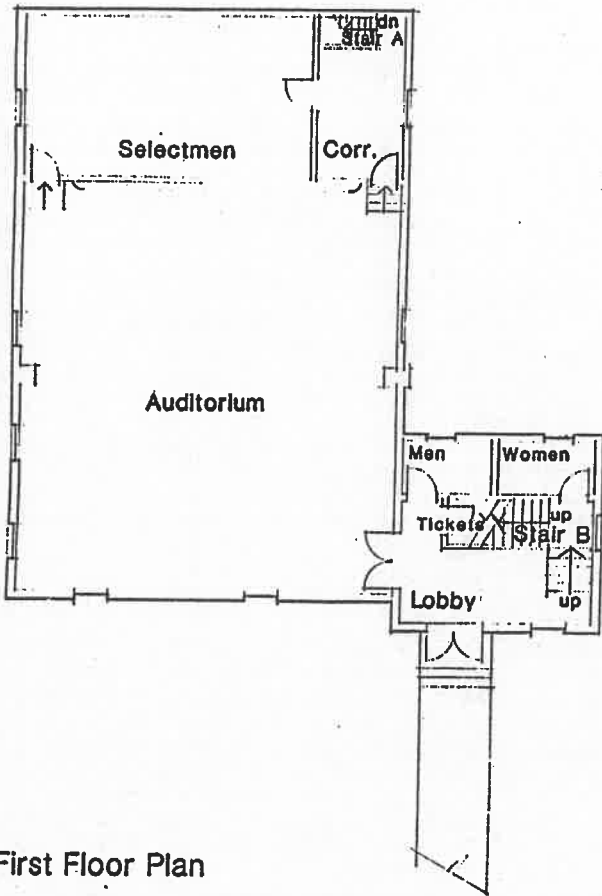 dn
Stair A
Selectmen
Corr.
Auditorium
Men
Women
Tickets
up
Stair B
Lobby
up
First Floor Plan